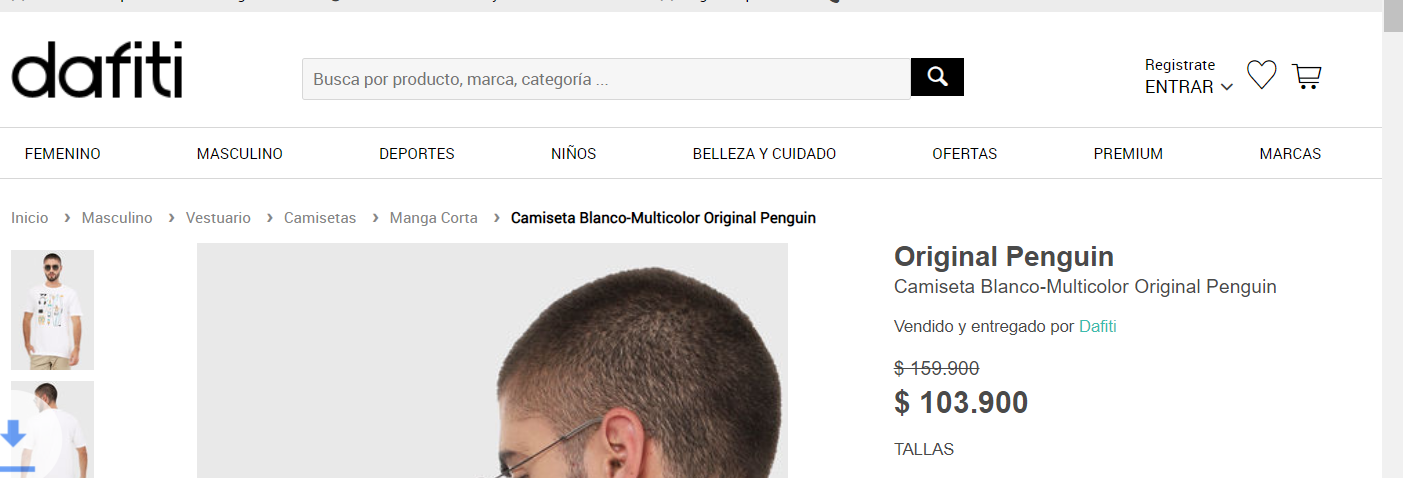 dafiti
Busca por producto, marca, categoría ...
Registrate
ENTRAR
FEMENINO MASCULINO DEPORTES NIÑOS BELLEZA Y CUIDADO OFERTAS PREMIUM MARCAS
Inicio › Masculino › Vestuario › Camisetas › Manga Corta › Camiseta Blanco-Multicolor Original Penguin
Original Penguin
Camiseta Blanco-Multicolor Original Penguin
Vendido y entregado por Dafiti
$ 159.900
$ 103.900
TALLAS